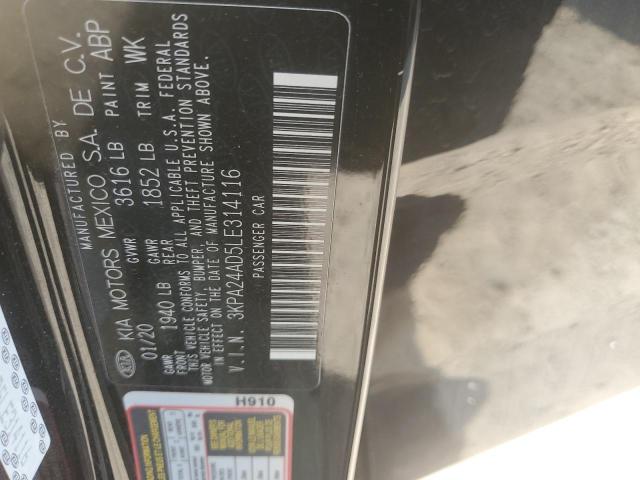 MANUFACTURED BY
KIA KIA MOTORS MEXICO S.A. DE C.V.
01/20 GVWR 3616 LB PAINT ABP
GAWR FRONT 1940 LB GAWR REAR 1852 LB TRIM WK
THIS VEHICLE CONFORMS TO ALL APPLICABLE U.S.A. FEDERAL
MOTOR VEHICLE SAFETY, BUMPER, AND THEFT PREVENTION STANDARDS
IN EFFECT ON THE DATE OF MANUFACTURE SHOWN ABOVE.
V.I.N. 3KPA24AD5LE314116
PASSENGER CAR
H910